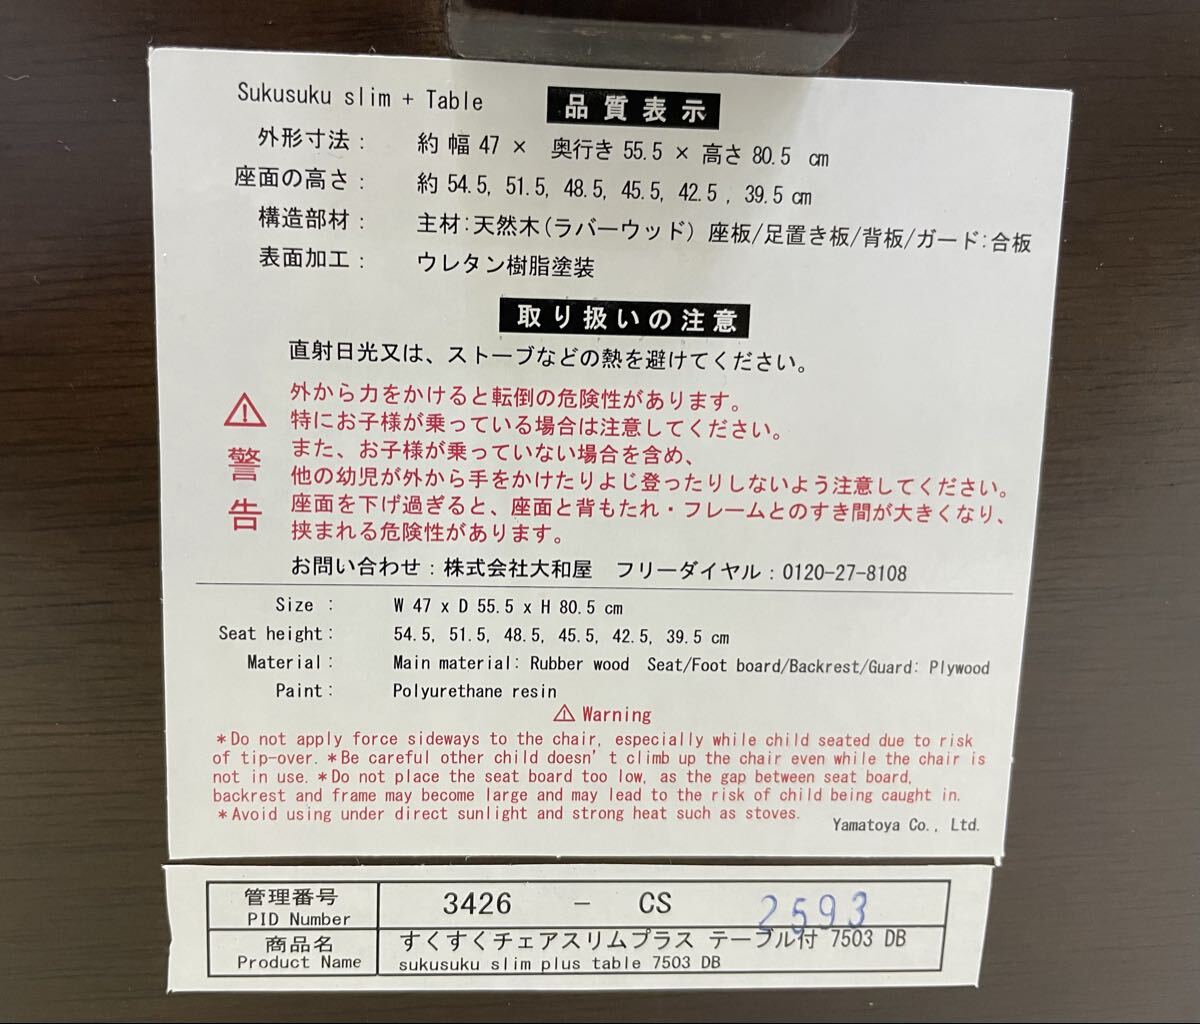 Sukusuku slim + Table 品質表示
外形寸法： 約 幅 47 × 奥行き 55.5 × 高さ 80.5 cm
座面の高さ： 約 54.5, 51.5, 48.5, 45.5, 42.5 , 39.5 cm
構造部材： 主材:天然木(ラバーウッド) 座板/足置き板/背板/ガード:合板
表面加工： ウレタン樹脂塗装
取り扱いの注意
直射日光又は、ストーブなどの熱を避けてください。
⚠ 警告
外から力をかけると転倒の危険性があります。
特にお子様が乗っている場合は注意してください。
また、お子様が乗っていない場合を含め、
他の幼児が外から手をかけたりよじ登ったりしないよう注意してください。
座面を下げ過ぎると、座面と背もたれ・フレームとのすき間が大きくなり、
挟まれる危険性があります。
お問い合わせ：株式会社大和屋 フリーダイヤル：0120-27-8108
Size : W 47 x D 55.5 x H 80.5 cm
Seat height: 54.5, 51.5, 48.5, 45.5, 42.5, 39.5 cm
Material: Main material: Rubber wood Seat/Foot board/Backrest/Guard: Plywood
Paint: Polyurethane resin
⚠ Warning
*Do not apply force sideways to the chair, especially while child seated due to risk
of tip-over. *Be careful other child doesn't climb up the chair even while the chair is
not in use. *Do not place the seat board too low, as the gap between seat board,
backrest and frame may become large and may lead to the risk of child being caught in.
*Avoid using under direct sunlight and strong heat such as stoves.
Yamatoya Co., Ltd.
管理番号
PID Number
3426 - CS 2593
商品名
Product Name
すくすくチェアスリムプラス テーブル付 7503 DB
sukusuku slim plus table 7503 DB